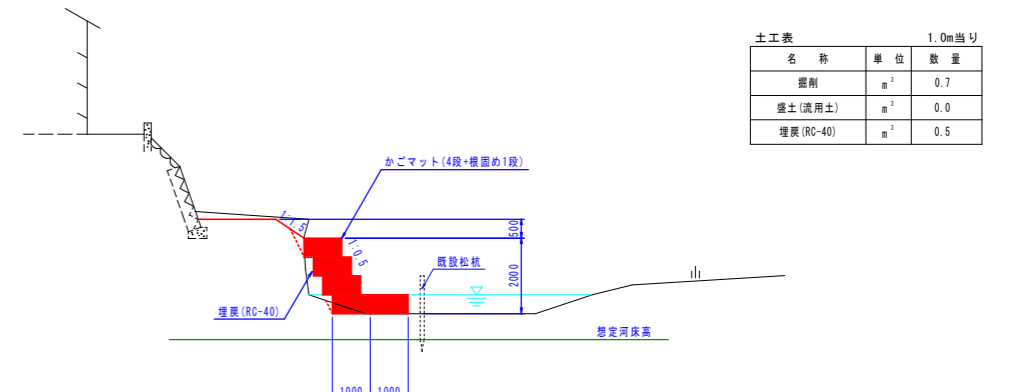 土工表 1.0m当り
名 称 単 位 数 量
掘削 m³ 0.7
盛土(流用土) m³ 0.0
埋戻(RC-40) m³ 0.5
かごマット(4段+根固め1段)
1:1.5
500
1:0.5
既設松杭
2000
埋戻(RC-40)
想定河床高
1000 1000